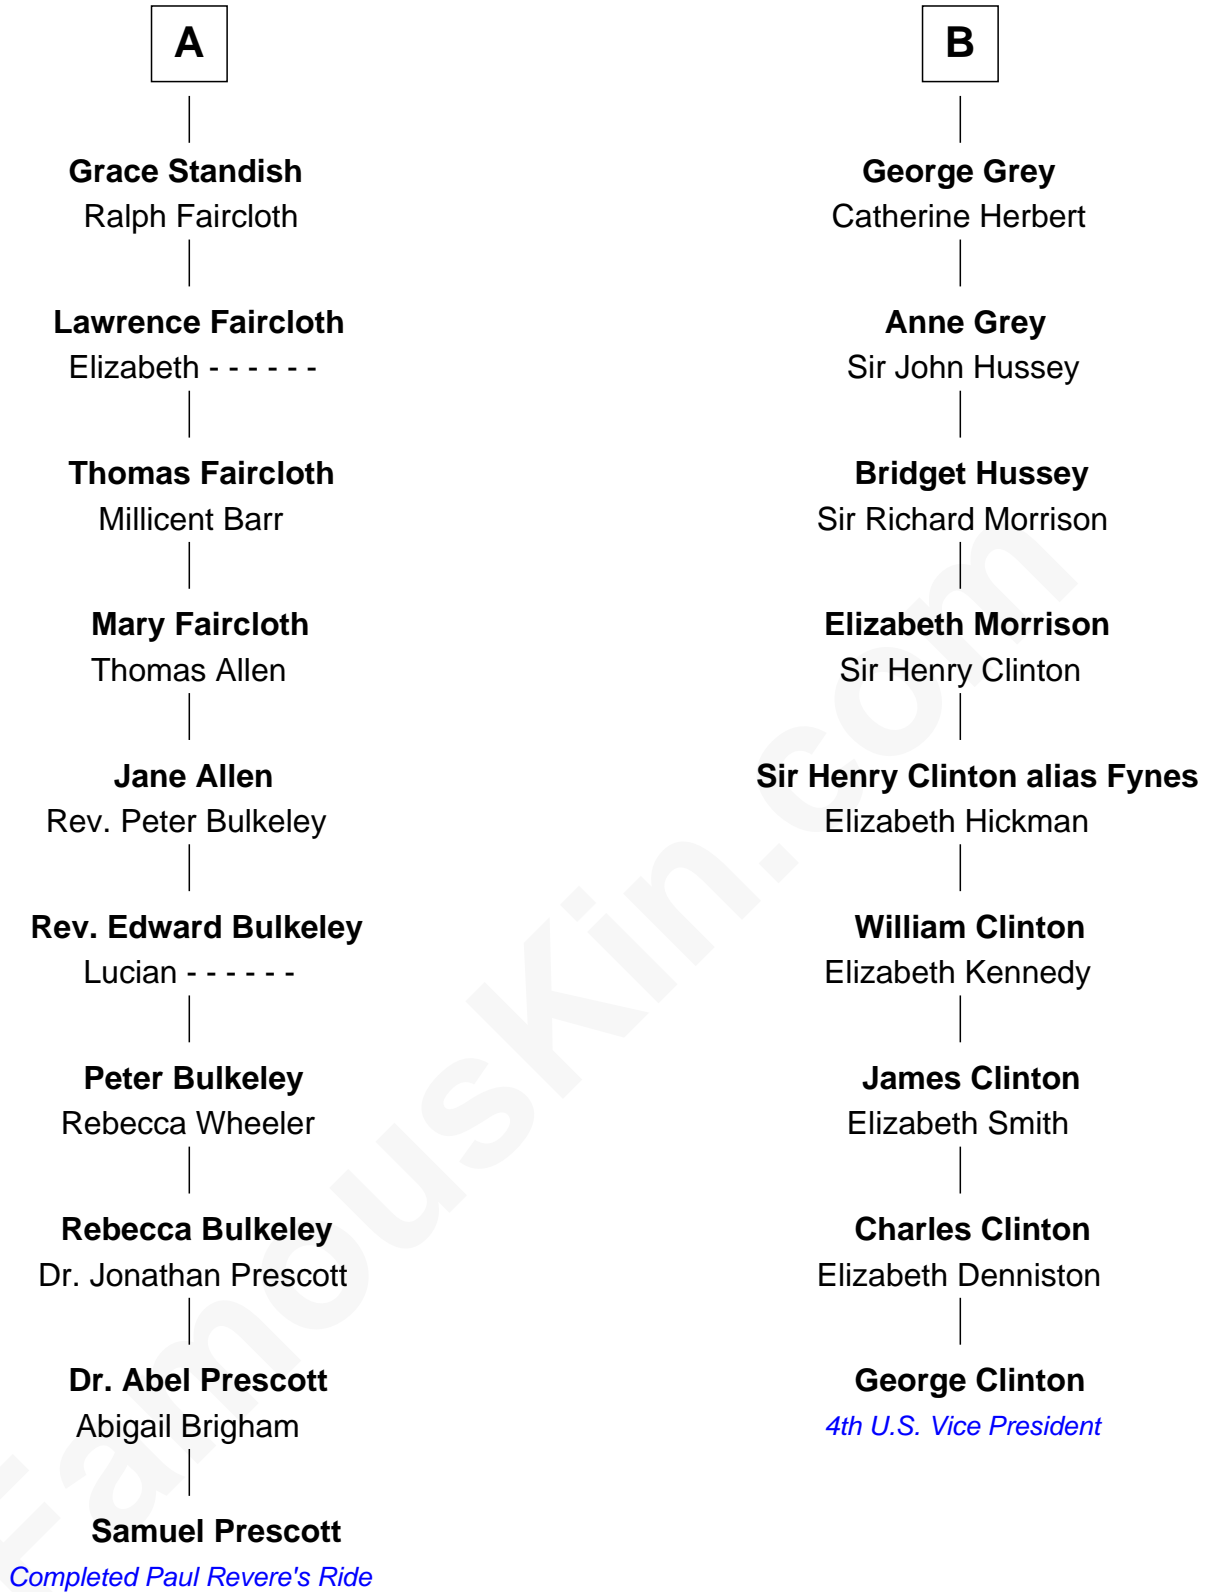 A
Grace Standish
Ralph Faircloth
Lawrence Faircloth
Elizabeth - - - - - -
Thomas Faircloth
Millicent Barr
Mary Faircloth
Thomas Allen
Jane Allen
Rev. Peter Bulkeley
Rev. Edward Bulkeley
Lucian - - - - - -
Peter Bulkeley
Rebecca Wheeler
Rebecca Bulkeley
Dr. Jonathan Prescott
Dr. Abel Prescott
Abigail Brigham
Samuel Prescott
Completed Paul Revere's Ride
B
George Grey
Catherine Herbert
Anne Grey
Sir John Hussey
Bridget Hussey
Sir Richard Morrison
Elizabeth Morrison
Sir Henry Clinton
Sir Henry Clinton alias Fynes
Elizabeth Hickman
William Clinton
Elizabeth Kennedy
James Clinton
Elizabeth Smith
Charles Clinton
Elizabeth Denniston
George Clinton
4th U.S. Vice President
FamousKin.com